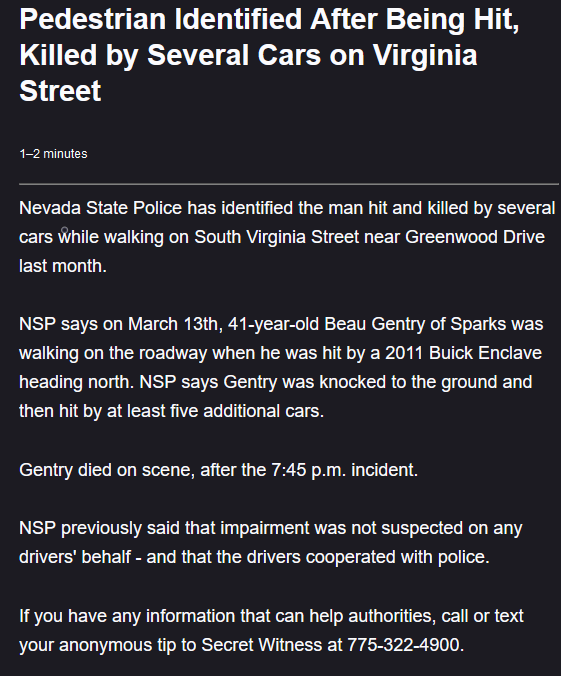 Pedestrian Identified After Being Hit,
Killed by Several Cars on Virginia
Street
1–2 minutes
Nevada State Police has identified the man hit and killed by several
cars while walking on South Virginia Street near Greenwood Drive
last month.
NSP says on March 13th, 41-year-old Beau Gentry of Sparks was
walking on the roadway when he was hit by a 2011 Buick Enclave
heading north. NSP says Gentry was knocked to the ground and
then hit by at least five additional cars.
Gentry died on scene, after the 7:45 p.m. incident.
NSP previously said that impairment was not suspected on any
drivers' behalf - and that the drivers cooperated with police.
If you have any information that can help authorities, call or text
your anonymous tip to Secret Witness at 775-322-4900.